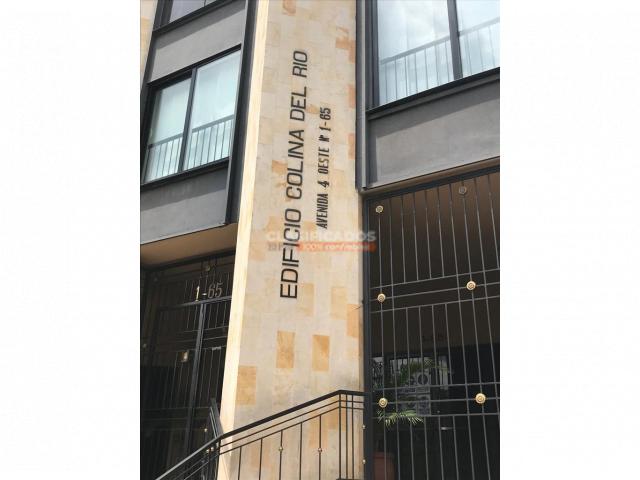 EDIFICIO COLINA DEL RIO
AVENIDA 4 OESTE Nº 1-65
1-65
CLASIFICADOS
100% confiables